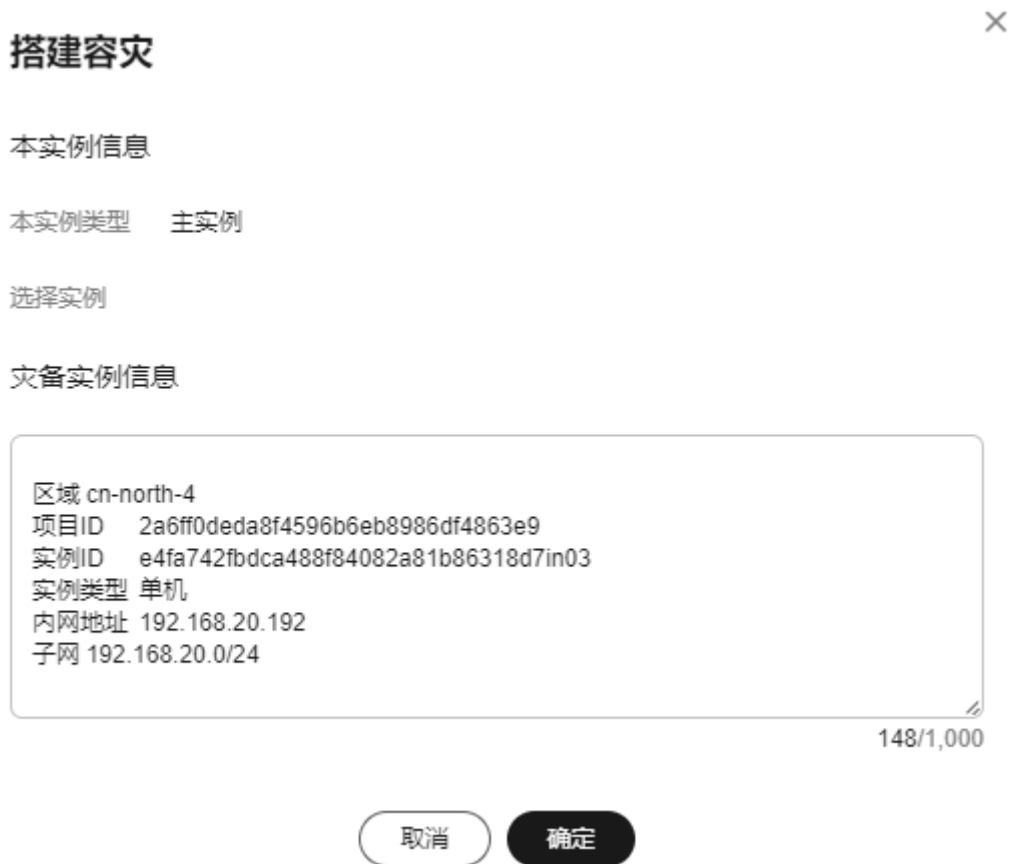 搭建容灾
本实例信息
本实例类型 主实例
选择实例
灾备实例信息
区域 cn-north-4
项目ID 2a6ff0deda8f4596b6eb8986df4863e9
实例ID e4fa742fbdca488f84082a81b86318d7in03
实例类型 单机
内网地址 192.168.20.192
子网 192.168.20.0/24
148/1,000
取消 确定